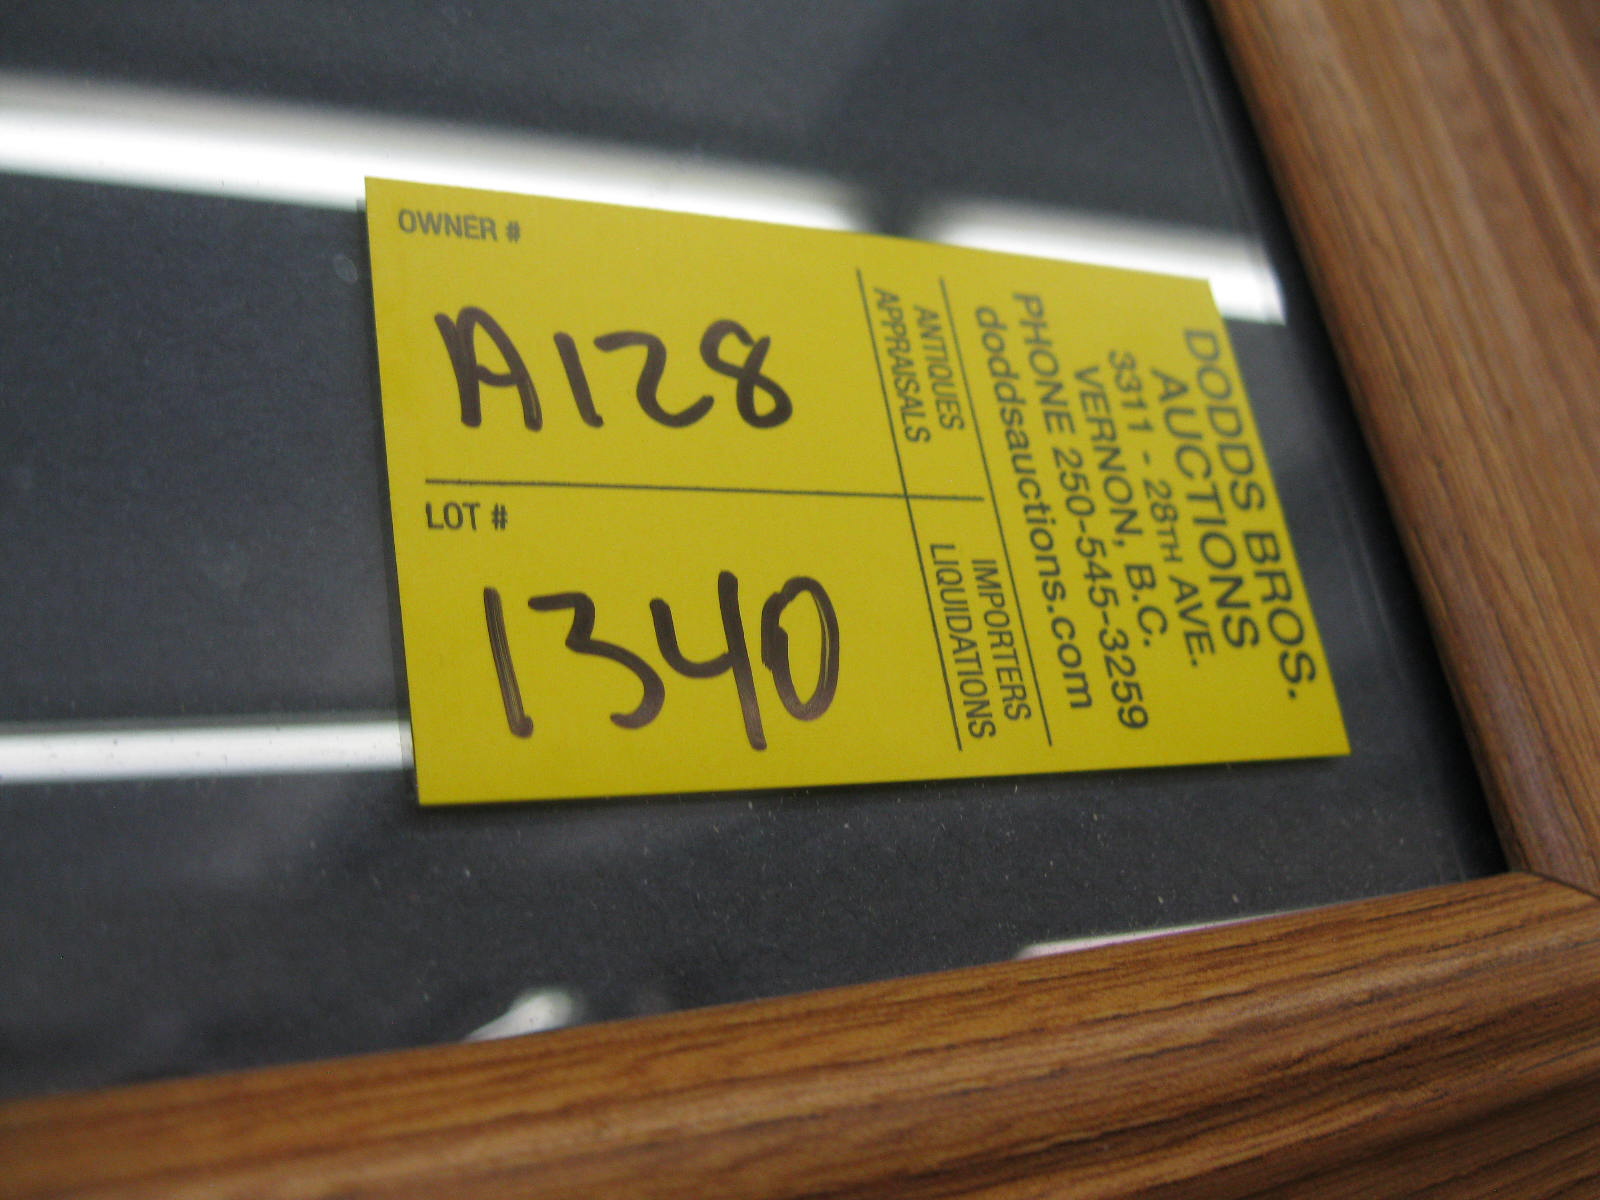 OWNER #
A128
LOT #
1340
DODDS BROS.
AUCTIONS
3311 - 28TH AVE.
VERNON, B.C.
PHONE 250-545-3259
doddsauctions.com
ANTIQUES IMPORTERS
APPRAISALS LIQUIDATIONS